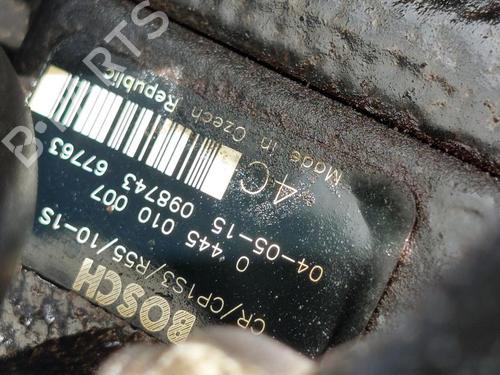 BOSCH
CR/CP1S3/R55/10-1S
0 445 010 007
04-05-15 098743 67763
4C
Made in Czech Republic